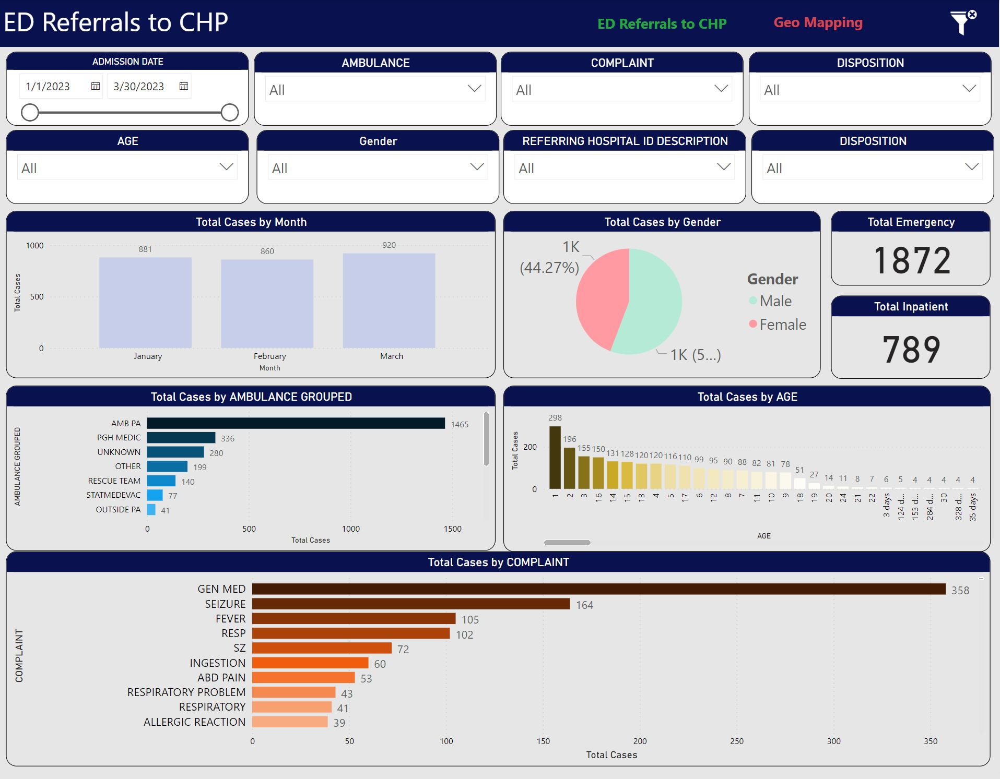 ED Referrals to CHP
ED Referrals to CHP
Geo Mapping
ADMISSION DATE
1/1/2023
3/30/2023
AMBULANCE
All
COMPLAINT
All
DISPOSITION
All
AGE
All
Gender
All
REFERRING HOSPITAL ID DESCRIPTION
All
DISPOSITION
All
Total Cases by Month
Total Cases
1000
500
0
881
860
920
January
February
March
Month
Total Cases by Gender
1K
(44.27%)
1K (5...)
Gender
Male
Female
Total Emergency
1872
Total Inpatient
789
Total Cases by AMBULANCE GROUPED
AMBULANCE GROUPED
AMB PA 1465
PGH MEDIC 336
UNKNOWN 280
OTHER 199
RESCUE TEAM 140
STATMEDEVAC 77
OUTSIDE PA 41
0 500 1000 1500
Total Cases
Total Cases by AGE
Total Cases
200
0
298 196 155 150 131 128 120 120 116 110 99 95 90 88 82 81 78 51 27 14 11 8 7 6 5 4 4 4 4 4
1 2 3 16 14 15 13 4 5 17 6 12 8 7 11 10 9 18 19 20 24 21 22 3 days 124 d... 153 d... 284 d... 30 328 d... 35 days
AGE
Total Cases by COMPLAINT
COMPLAINT
GEN MED 358
SEIZURE 164
FEVER 105
RESP 102
SZ 72
INGESTION 60
ABD PAIN 53
RESPIRATORY PROBLEM 43
RESPIRATORY 41
ALLERGIC REACTION 39
0 50 100 150 200 250 300 350
Total Cases